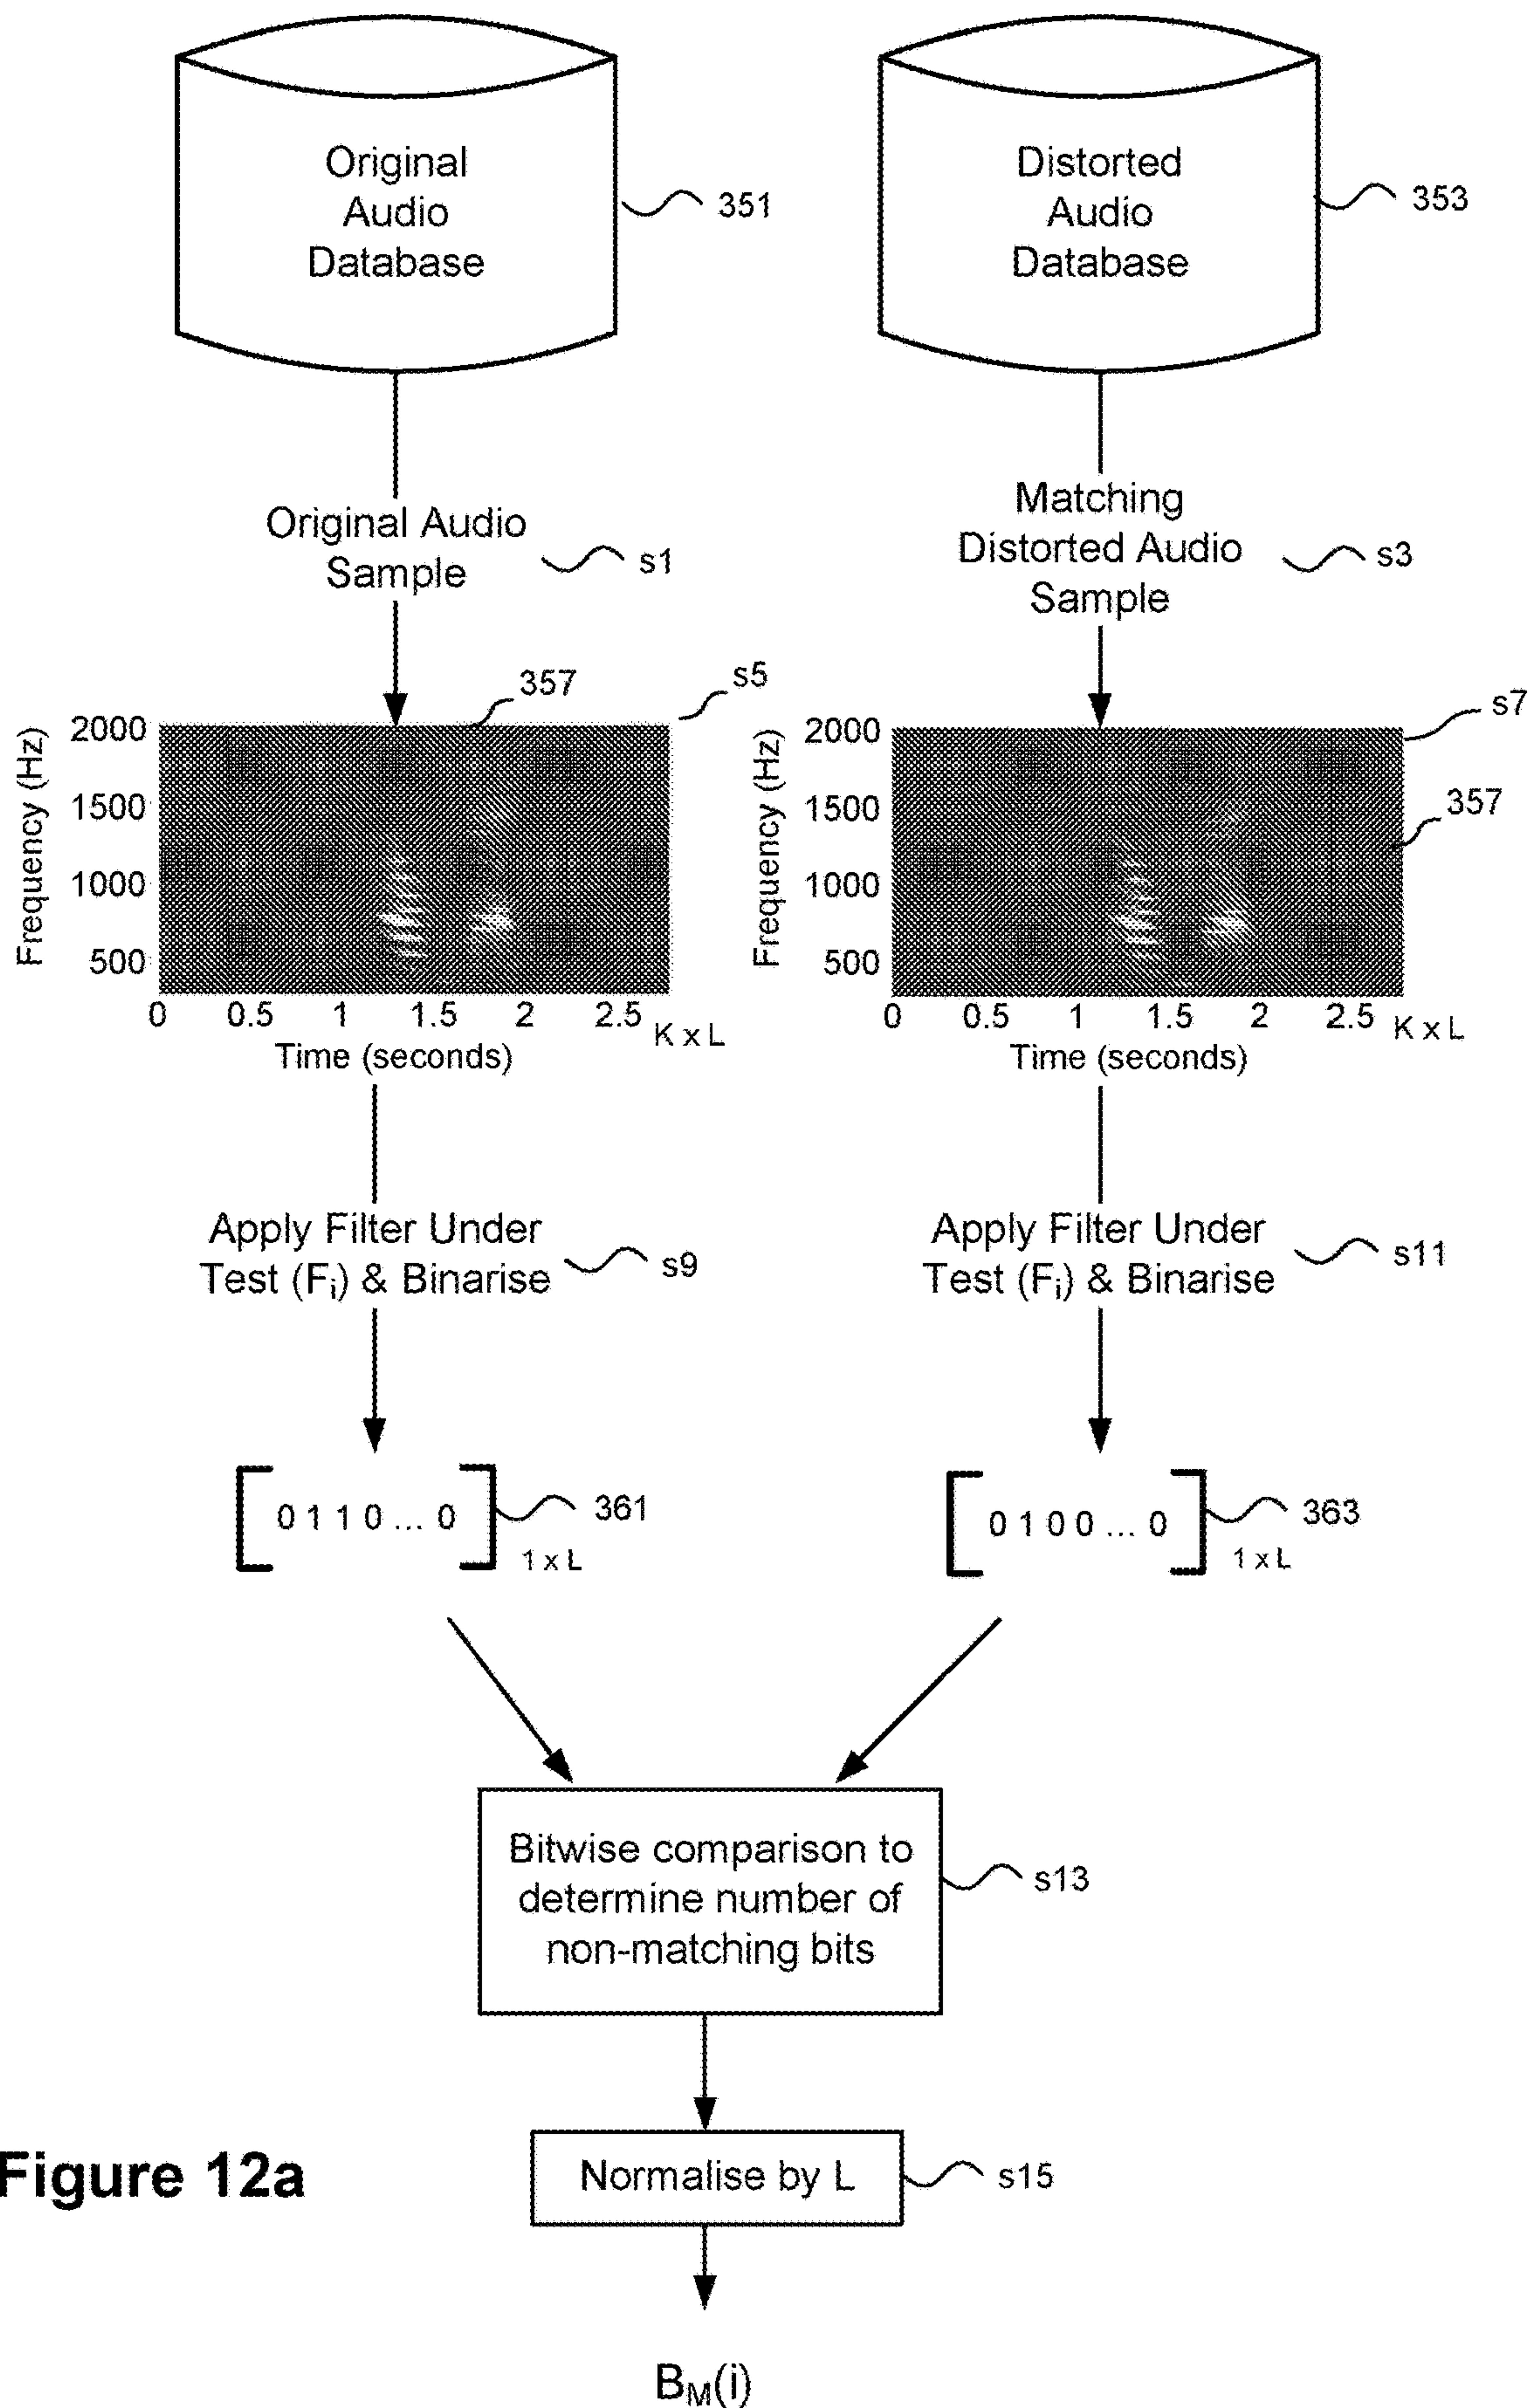 Original
Audio
Database
351
Distorted
Audio
Database
353
Original Audio
Sample
s1
Matching
Distorted Audio
Sample
s3
357
s5
Frequency (Hz)
2000
1500
1000
500
0 0.5 1 1.5 2 2.5
K x L
Time (seconds)
s7
357
Frequency (Hz)
2000
1500
1000
500
0 0.5 1 1.5 2 2.5
K x L
Time (seconds)
Apply Filter Under
Test (Fi) & Binarise
s9
Apply Filter Under
Test (Fi) & Binarise
s11
[ 0 1 1 0 ... 0 ]
1 x L
361
[ 0 1 0 0 ... 0 ]
1 x L
363
Bitwise comparison to
determine number of
non-matching bits
s13
Normalise by L
s15
Figure 12a
BM(i)